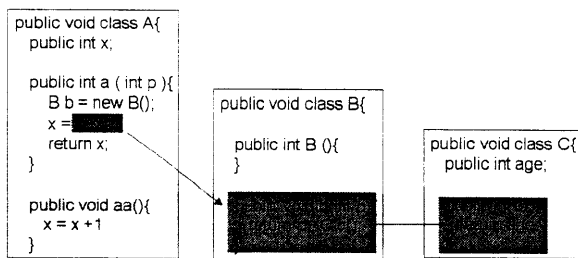 public void class A{
public int x;
public int a ( int p ){
B b = new B();
x =
return x;
}
public void aa(){
x = x +1
}
public void class B{
public int B (){
}
public void class C{
public int age;